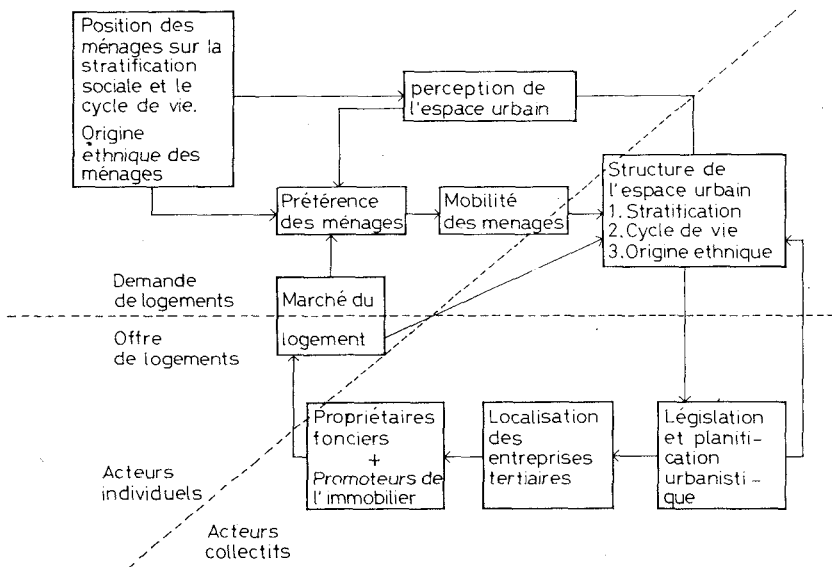 Position des
ménages sur la
stratification
sociale et le
cycle de vie.
Origine
ethnique des
ménages
perception de
l'espace urbain
Prétérence
des ménages
Mobilité
des menages
Structure de
l'espace urbain
1. Stratification
2. Cycle de vie
3. Origine ethnique
Demande
de logements
Marché du
logement
Offre
de logements
Propriétaires
fonciers
+
Promoteurs de
l'immobilier
Localisation
des
entreprises
tertiaires
Législation
et planifi-
cation
urbanisti-
que
Acteurs
individuels
Acteurs
collectits